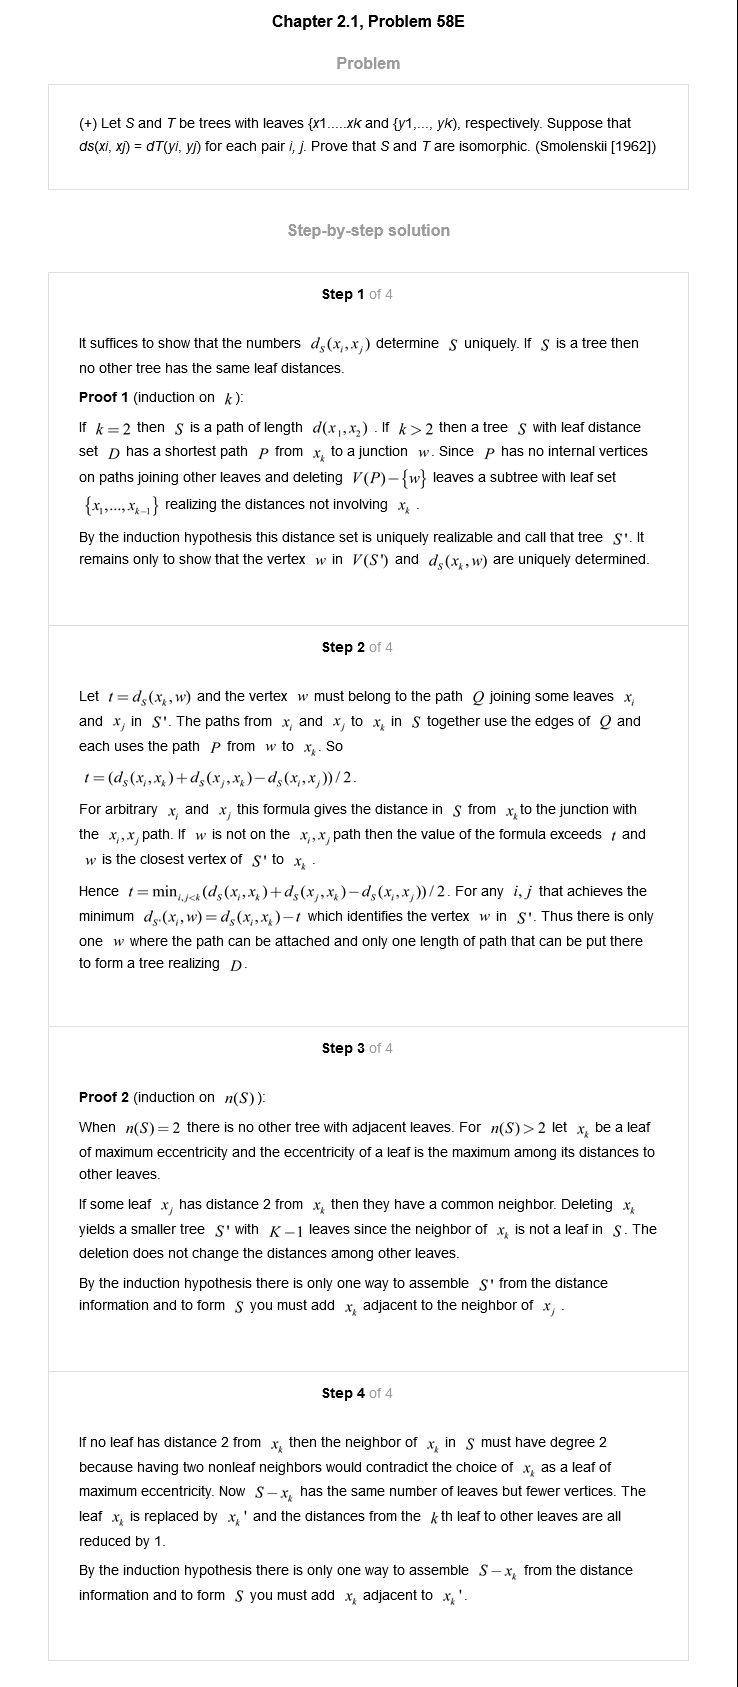 Chapter 2.1, Problem 58E
Problem
(+) Let S and T be trees with leaves {x1.....xk and {y1,..., yk), respectively. Suppose that
ds(xi, xj) = dT(yi, yj) for each pair i, j. Prove that S and T are isomorphic. (Smolenskii [1962])
Step-by-step solution
Step 1 of 4
It suffices to show that the numbers d_s(x_i,x_j) determine S uniquely. If S is a tree then
no other tree has the same leaf distances.
Proof 1 (induction on k):
If k=2 then S is a path of length d(x_1,x_2). If k>2 then a tree S with leaf distance
set D has a shortest path P from x_k to a junction w. Since P has no internal vertices
on paths joining other leaves and deleting V(P)−{w} leaves a subtree with leaf set
{x_1,...,x_{k−1}} realizing the distances not involving x_k.
By the induction hypothesis this distance set is uniquely realizable and call that tree S'. It
remains only to show that the vertex w in V(S') and d_S(x_k,w) are uniquely determined.
Step 2 of 4
Let t=d_S(x_k,w) and the vertex w must belong to the path Q joining some leaves x_i
and x_j in S'. The paths from x_i and x_j to x_k in S together use the edges of Q and
each uses the path P from w to x_k. So
t=(d_S(x_i,x_k)+d_S(x_j,x_k)−d_S(x_i,x_j))/2.
For arbitrary x_i and x_j this formula gives the distance in S from x_k to the junction with
the x_i,x_j path. If w is not on the x_i,x_j path then the value of the formula exceeds t and
w is the closest vertex of S' to x_k.
Hence t=min_{i,j<k}(d_S(x_i,x_k)+d_S(x_j,x_k)−d_S(x_i,x_j))/2. For any i,j that achieves the
minimum d_{S'}(x_i,w)=d_S(x_i,x_k)−t which identifies the vertex w in S'. Thus there is only
one w where the path can be attached and only one length of path that can be put there
to form a tree realizing D.
Step 3 of 4
Proof 2 (induction on n(S)):
When n(S)=2 there is no other tree with adjacent leaves. For n(S)>2 let x_k be a leaf
of maximum eccentricity and the eccentricity of a leaf is the maximum among its distances to
other leaves.
If some leaf x_j has distance 2 from x_k then they have a common neighbor. Deleting x_k
yields a smaller tree S' with K−1 leaves since the neighbor of x_k is not a leaf in S. The
deletion does not change the distances among other leaves.
By the induction hypothesis there is only one way to assemble S' from the distance
information and to form S you must add x_k adjacent to the neighbor of x_j.
Step 4 of 4
If no leaf has distance 2 from x_k then the neighbor of x_k in S must have degree 2
because having two nonleaf neighbors would contradict the choice of x_k as a leaf of
maximum eccentricity. Now S−x_k has the same number of leaves but fewer vertices. The
leaf x_k is replaced by x_k' and the distances from the kth leaf to other leaves are all
reduced by 1.
By the induction hypothesis there is only one way to assemble S−x_k from the distance
information and to form S you must add x_k adjacent to x_k'.